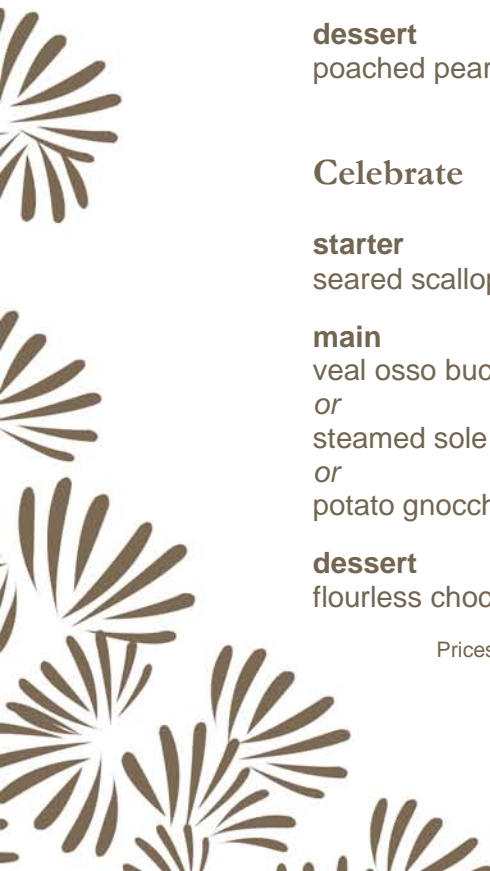 dessert
poached pear
Celebrate
starter
seared scallop
main
veal osso buc
or
steamed sole
or
potato gnocch
dessert
flourless choc
Prices